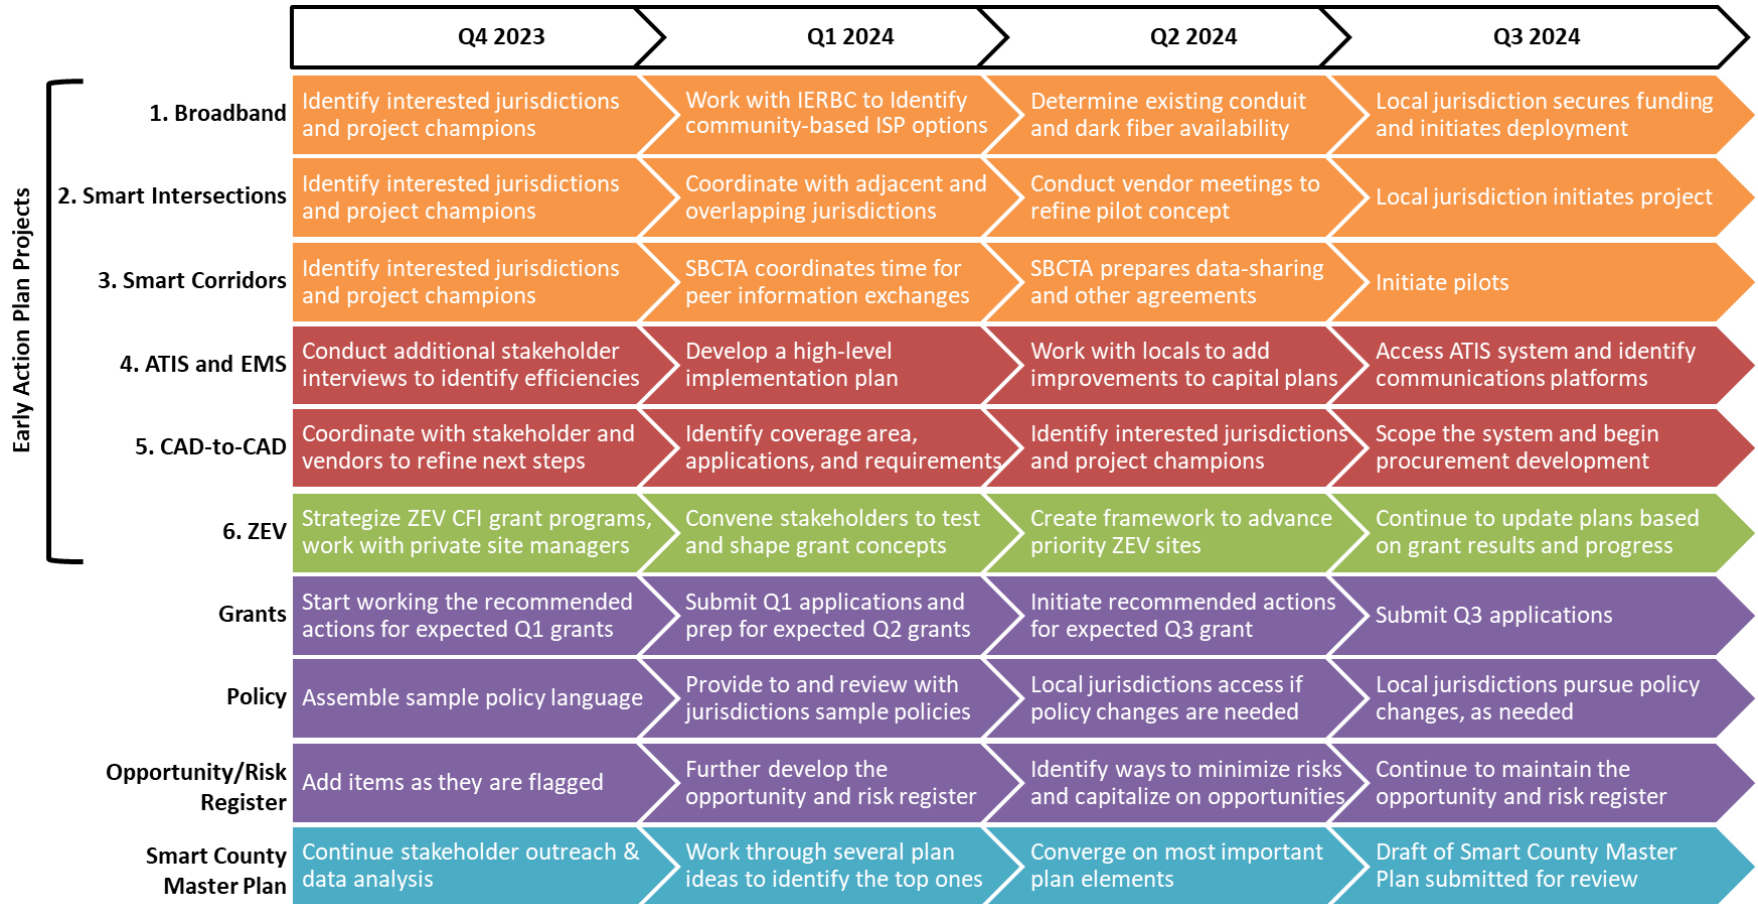 Q4 2023
Q1 2024
Q2 2024
Q3 2024
Early Action Plan Projects
1. Broadband
Identify interested jurisdictions
and project champions
Work with IERBC to Identify
community-based ISP options
Determine existing conduit
and dark fiber availability
Local jurisdiction secures funding
and initiates deployment
2. Smart Intersections
Identify interested jurisdictions
and project champions
Coordinate with adjacent and
overlapping jurisdictions
Conduct vendor meetings to
refine pilot concept
Local jurisdiction initiates project
3. Smart Corridors
Identify interested jurisdictions
and project champions
SBCTA coordinates time for
peer information exchanges
SBCTA prepares data-sharing
and other agreements
Initiate pilots
4. ATIS and EMS
Conduct additional stakeholder
interviews to identify efficiencies
Develop a high-level
implementation plan
Work with locals to add
improvements to capital plans
Access ATIS system and identify
communications platforms
5. CAD-to-CAD
Coordinate with stakeholder and
vendors to refine next steps
Identify coverage area,
applications, and requirements
Identify interested jurisdictions
and project champions
Scope the system and begin
procurement development
6. ZEV
Strategize ZEV CFI grant programs,
work with private site managers
Convene stakeholders to test
and shape grant concepts
Create framework to advance
priority ZEV sites
Continue to update plans based
on grant results and progress
Grants
Start working the recommended
actions for expected Q1 grants
Submit Q1 applications and
prep for expected Q2 grants
Initiate recommended actions
for expected Q3 grant
Submit Q3 applications
Policy
Assemble sample policy language
Provide to and review with
jurisdictions sample policies
Local jurisdictions access if
policy changes are needed
Local jurisdictions pursue policy
changes, as needed
Opportunity/Risk
Register
Add items as they are flagged
Further develop the
opportunity and risk register
Identify ways to minimize risks
and capitalize on opportunities
Continue to maintain the
opportunity and risk register
Smart County
Master Plan
Continue stakeholder outreach &
data analysis
Work through several plan
ideas to identify the top ones
Converge on most important
plan elements
Draft of Smart County Master
Plan submitted for review